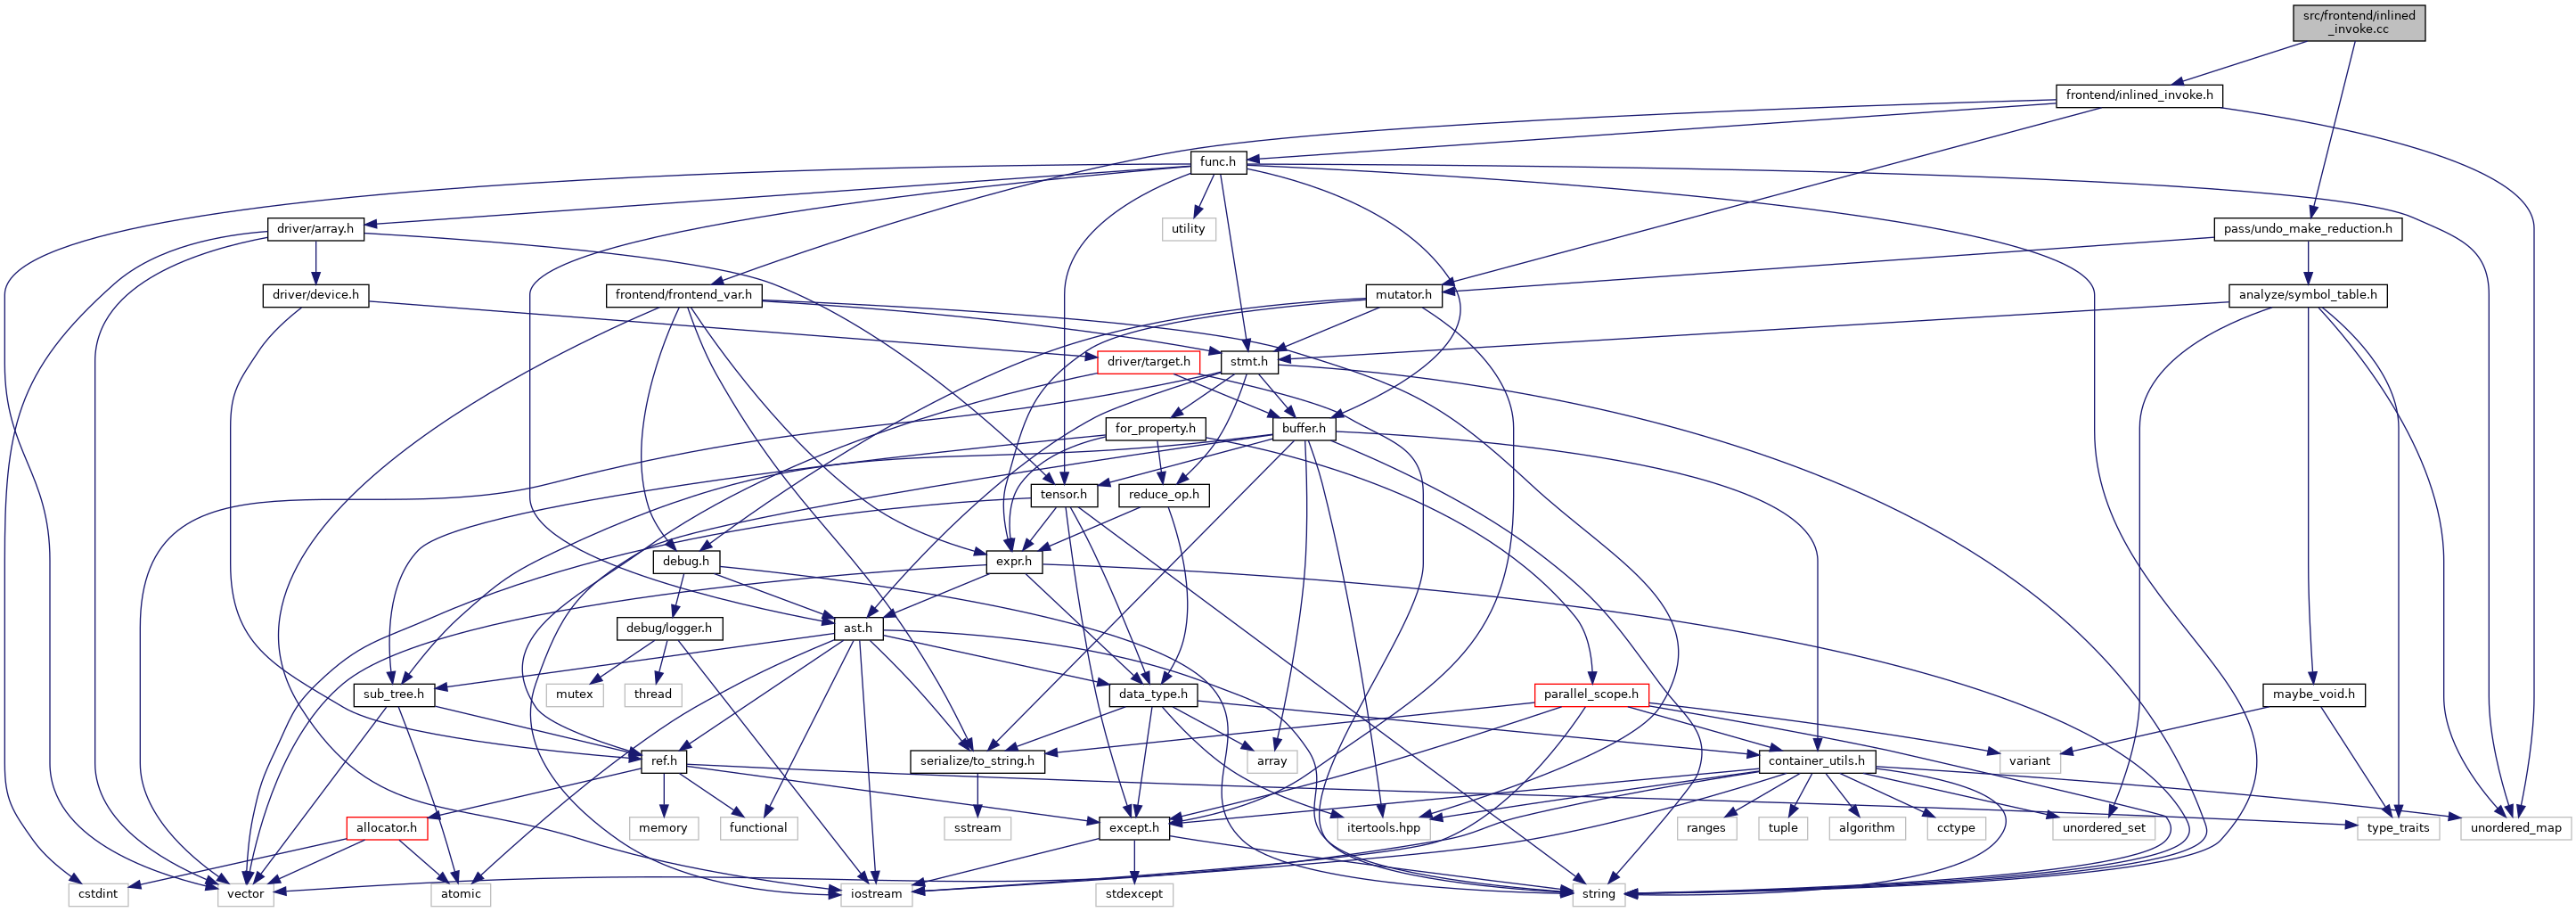 src/frontend/inlined
_invoke.cc
frontend/inlined_invoke.h
func.h
driver/array.h
utility
pass/undo_make_reduction.h
driver/device.h
frontend/frontend_var.h
mutator.h
analyze/symbol_table.h
driver/target.h
stmt.h
for_property.h
buffer.h
tensor.h
reduce_op.h
debug.h
expr.h
debug/logger.h
ast.h
sub_tree.h
mutex
thread
data_type.h
parallel_scope.h
maybe_void.h
ref.h
serialize/to_string.h
array
container_utils.h
variant
allocator.h
memory
functional
sstream
except.h
itertools.hpp
ranges
tuple
algorithm
cctype
unordered_set
type_traits
unordered_map
cstdint
vector
atomic
iostream
stdexcept
string